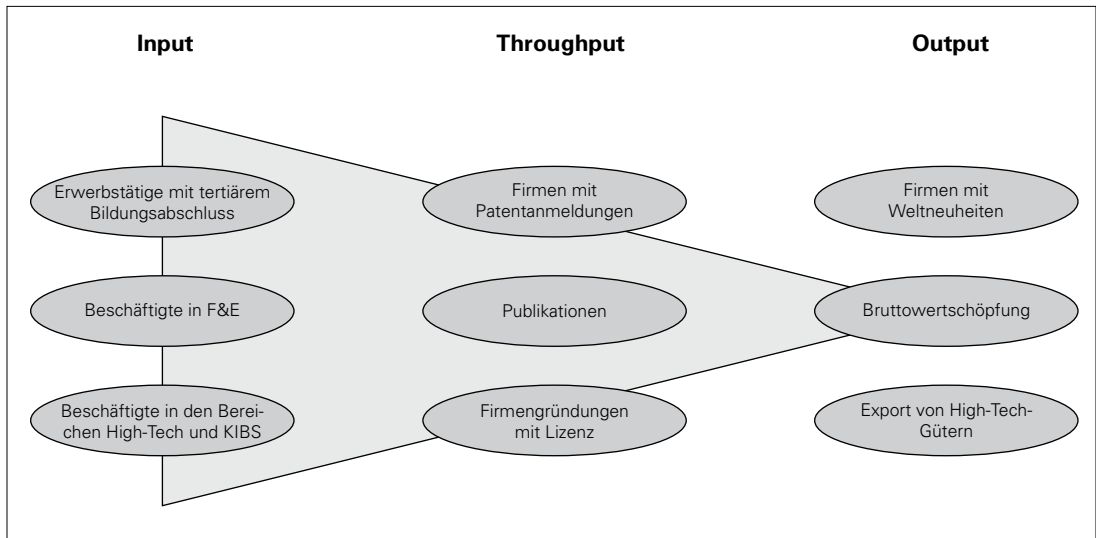 Input
Throughput
Output
Erwerbstätige mit tertiärem
Bildungsabschluss
Firmen mit
Patentanmeldungen
Firmen mit
Weltneuheiten
Beschäftigte in F&E
Publikationen
Bruttowertschöpfung
Beschäftigte in den Berei-
chen High-Tech und KIBS
Firmengründungen
mit Lizenz
Export von High-Tech-
Gütern